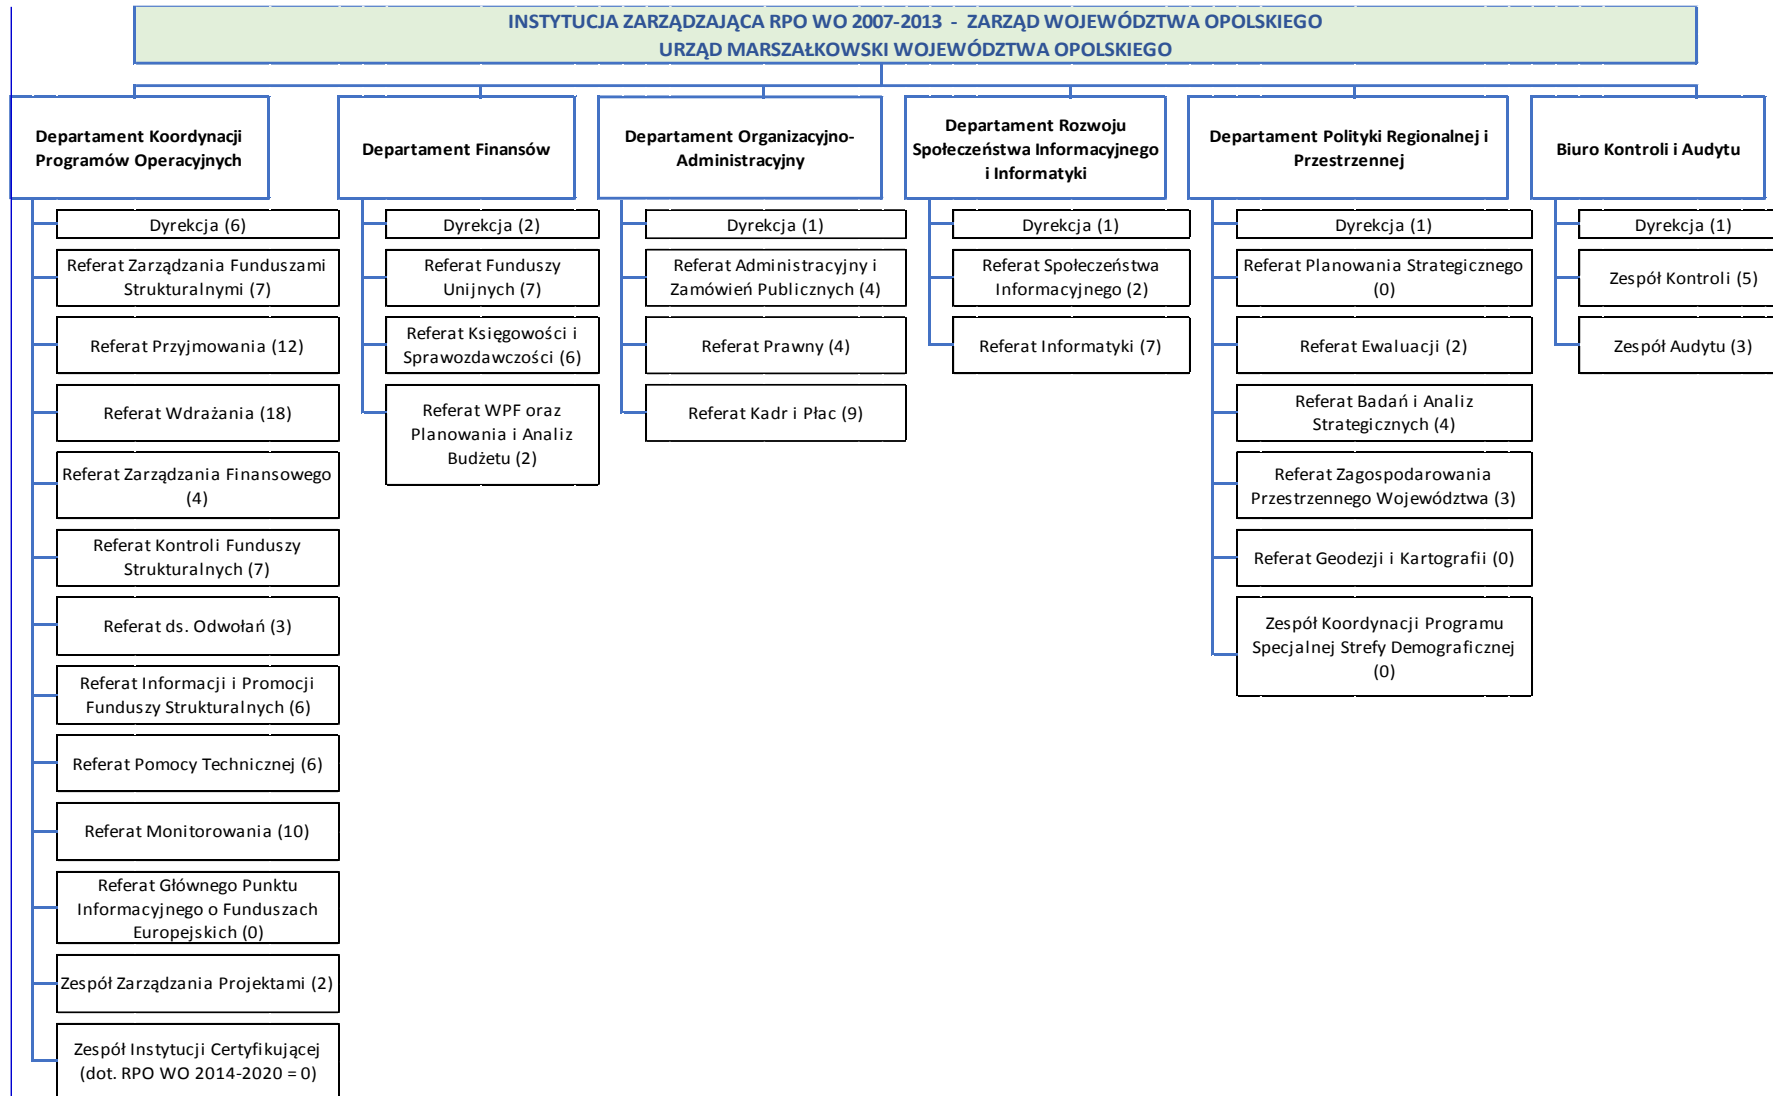 INSTYTUCJA ZARZĄDZAJĄCA RPO WO 2007-2013 - ZARZĄD WOJEWÓDZTWA OPOLSKIEGO
URZĄD MARSZAŁKOWSKI WOJEWÓDZTWA OPOLSKIEGO
Departament Koordynacji
Programów Operacyjnych
Dyrekcja (6)
Referat Zarządzania Funduszami
Strukturalnymi (7)
Referat Przyjmowania (12)
Referat Wdrażania (18)
Referat Zarządzania Finansowego
(4)
Referat Kontroli Funduszy
Strukturalnych (7)
Referat ds. Odwołań (3)
Referat Informacji i Promocji
Funduszy Strukturalnych (6)
Referat Pomocy Technicznej (6)
Referat Monitorowania (10)
Referat Głównego Punktu
Informacyjnego o Funduszach
Europejskich (0)
Zespół Zarządzania Projektami (2)
Zespół Instytucji Certyfikującej
(dot. RPO WO 2014-2020 = 0)
Departament Finansów
Dyrekcja (2)
Referat Funduszy
Unijnych (7)
Referat Księgowości i
Sprawozdawczości (6)
Referat WPF oraz
Planowania i Analiz
Budżetu (2)
Departament Organizacyjno-
Administracyjny
Dyrekcja (1)
Referat Administracyjny i
Zamówień Publicznych (4)
Referat Prawny (4)
Referat Kadr i Płac (9)
Departament Rozwoju
Społeczeństwa Informacyjnego
i Informatyki
Dyrekcja (1)
Referat Społeczeństwa
Informacyjnego (2)
Referat Informatyki (7)
Departament Polityki Regionalnej i
Przestrzennej
Dyrekcja (1)
Referat Planowania Strategicznego
(0)
Referat Ewaluacji (2)
Referat Badań i Analiz
Strategicznych (4)
Referat Zagospodarowania
Przestrzennego Województwa (3)
Referat Geodezji i Kartografii (0)
Zespół Koordynacji Programu
Specjalnej Strefy Demograficznej
(0)
Biuro Kontroli i Audytu
Dyrekcja (1)
Zespół Kontroli (5)
Zespół Audytu (3)